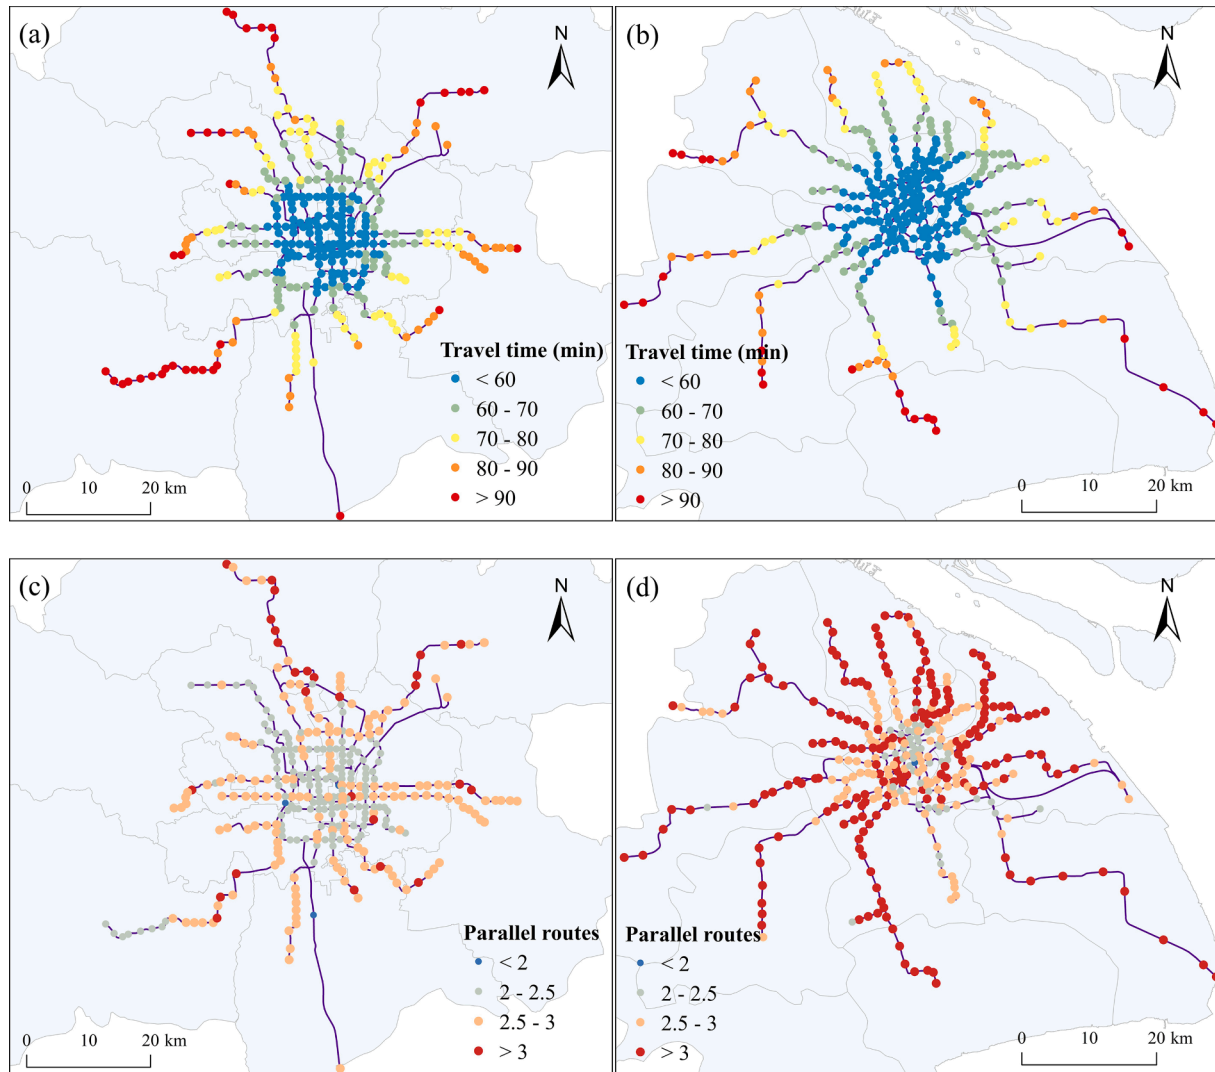 (a)
N
Travel time (min)
< 60
60 - 70
70 - 80
80 - 90
> 90
0 10 20 km
(b)
N
Travel time (min)
< 60
60 - 70
70 - 80
80 - 90
> 90
0 10 20 km
(c)
N
Parallel routes
< 2
2 - 2.5
2.5 - 3
> 3
0 10 20 km
(d)
N
Parallel routes
< 2
2 - 2.5
2.5 - 3
> 3
0 10 20 km